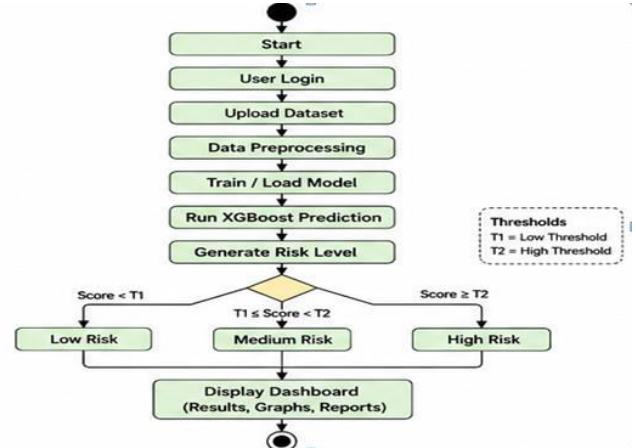 Start
User Login
Upload Dataset
Data Preprocessing
Train / Load Model
Run XGBoost Prediction
Generate Risk Level
Thresholds
T1 = Low Threshold
T2 = High Threshold
Score < T1
T1 ≤ Score < T2
Score ≥ T2
Low Risk
Medium Risk
High Risk
Display Dashboard
(Results, Graphs, Reports)